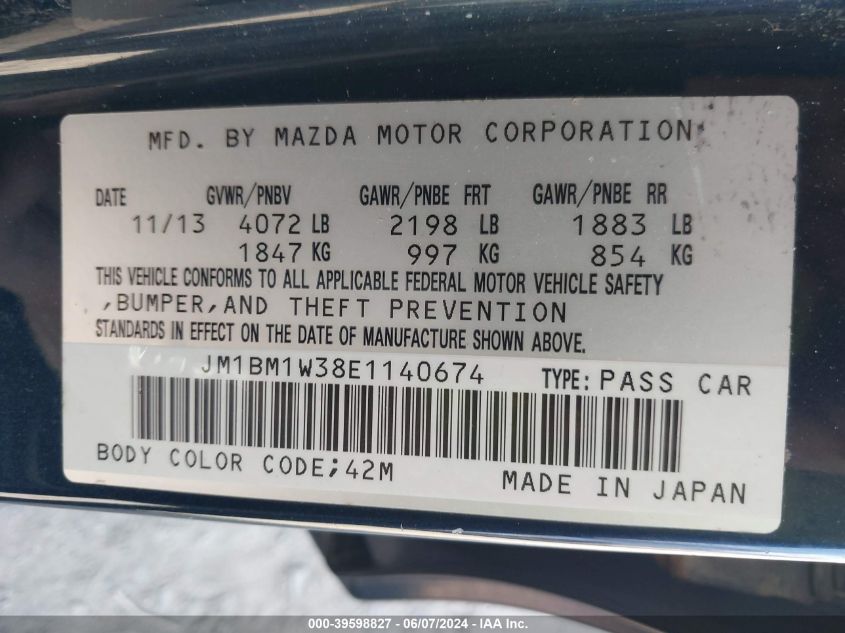 MFD. BY MAZDA MOTOR CORPORATION
DATE GVWR/PNBV GAWR/PNBE FRT GAWR/PNBE RR
11/13 4072 LB 2198 LB 1883 LB
1847 KG 997 KG 854 KG
THIS VEHICLE CONFORMS TO ALL APPLICABLE FEDERAL MOTOR VEHICLE SAFETY
,BUMPER,AND THEFT PREVENTION
STANDARDS IN EFFECT ON THE DATE OF MANUFACTURE SHOWN ABOVE.
JM1BM1W38E1140674 TYPE: PASS CAR
BODY COLOR CODE;42M
MADE IN JAPAN
000-39598827 - 06/07/2024 - IAAI.COM